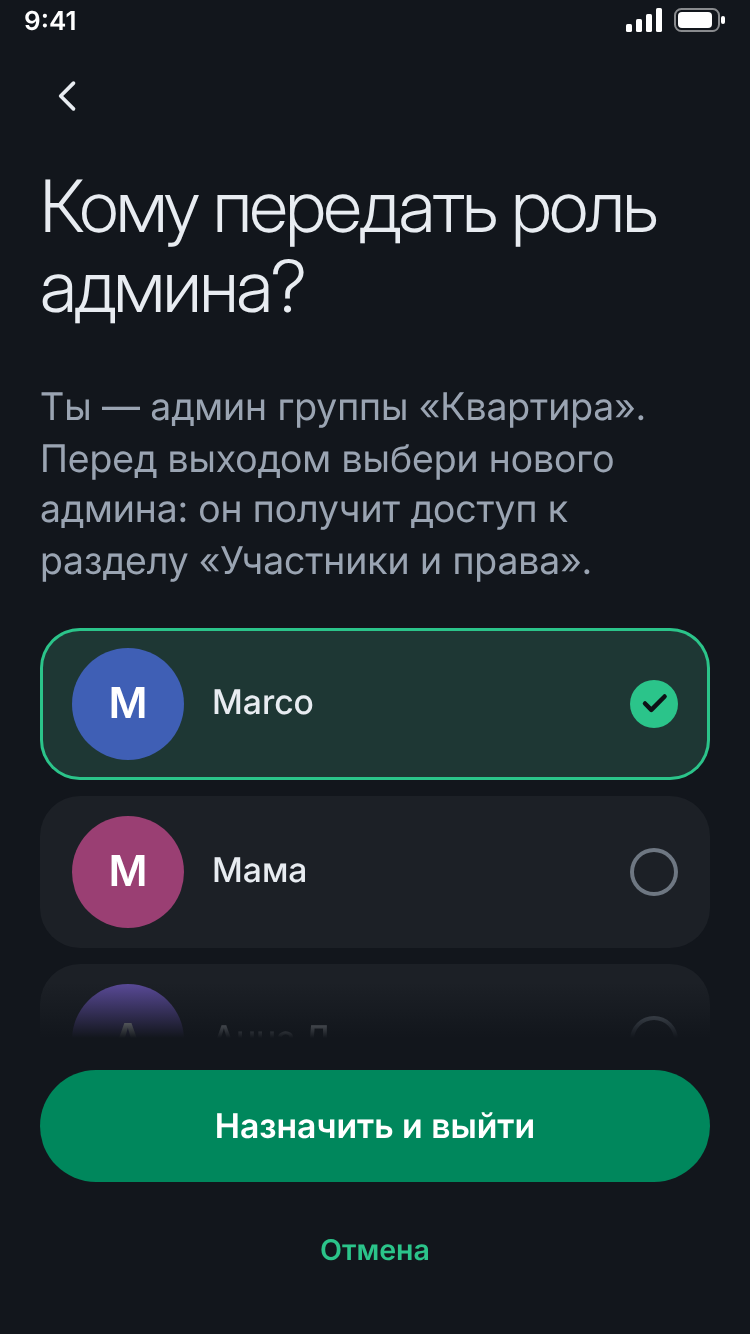 9:41
Кому передать роль
админа?
Ты — админ группы «Квартира».
Перед выходом выбери нового
админа: он получит доступ к
разделу «Участники и права».
M
Marco
М
Мама
Назначить и выйти
Отмена